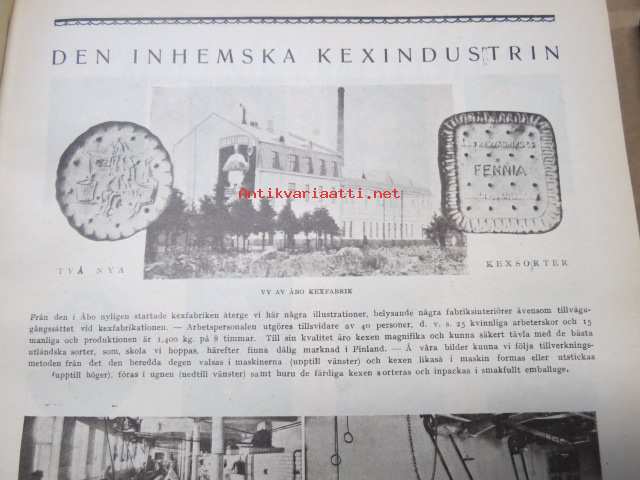 DEN INHEMSKA KEXINDUSTRIN
FENNIA
Antikvariaatti.net
TVÅ NYA
KEXSORTER
VY AV ÅBO KEXFABRIK
Från den i Åbo nyligen startade kexfabriken återge vi här några illustrationer, belysande några fabriksinteriörer ävensom tillväga-
gångssättet vid kexfabrikationen. — Arbetspersonalen utgöres tillsvidare av 40 personer, d. v. s. 25 kvinnliga arbeterskor och 15
manliga och produktionen är 1,400 kg. på 8 timmar. Till sin kvalitet äro kexen magnifika och kunna säkert tävla med de bästa
utländska sorter, som, skola vi hoppas, härefter finna dålig marknad i Finland. — Å våra bilder kunna vi följa tillverknings-
metoden från det den beredda degen valsas i maskinerna (upptill vänster) och kexen likaså i maskin formas eller utstickas
(upptill höger), föras i ugnen (nedtill vänster) samt huru de färdiga kexen sorteras och inpackas i smakfullt emballage.